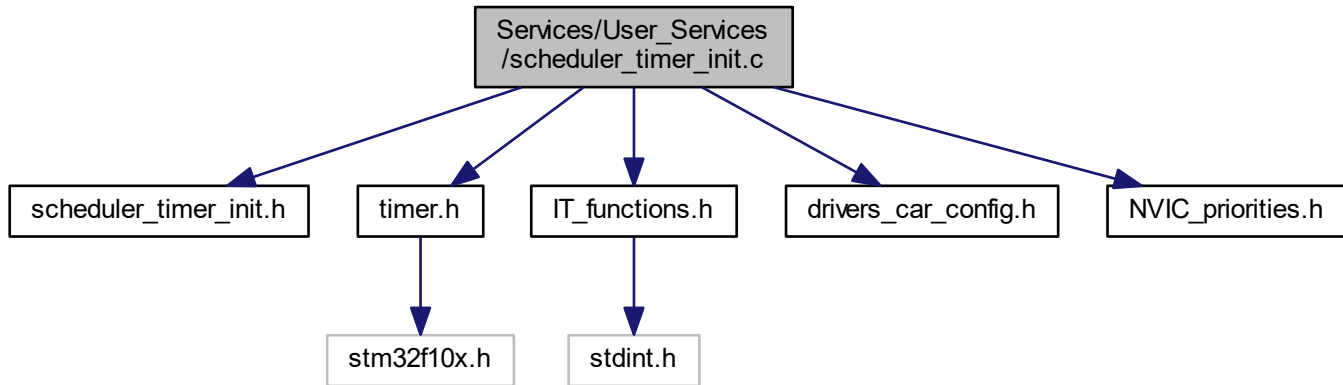 Services/User_Services
/scheduler_timer_init.c
scheduler_timer_init.h
timer.h
IT_functions.h
drivers_car_config.h
NVIC_priorities.h
stm32f10x.h
stdint.h